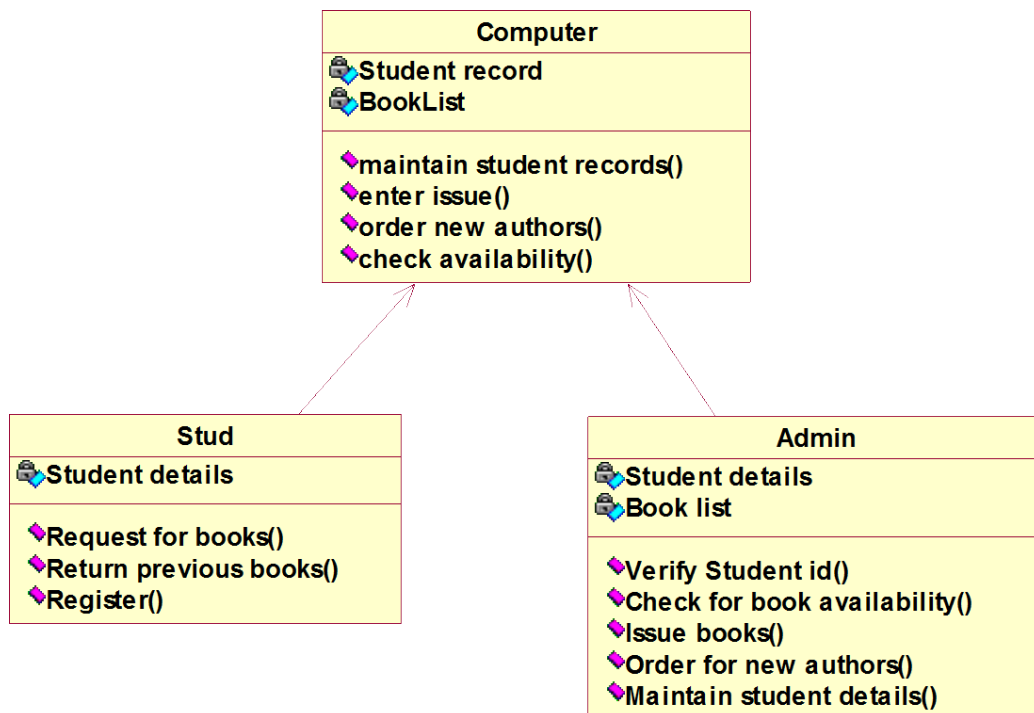 Computer
Student record
BookList
maintain student records()
enter issue()
order new authors()
check availability()
Stud
Student details
Request for books()
Return previous books()
Register()
Admin
Student details
Book list
Verify Student id()
Check for book availability()
Issue books()
Order for new authors()
Maintain student details()